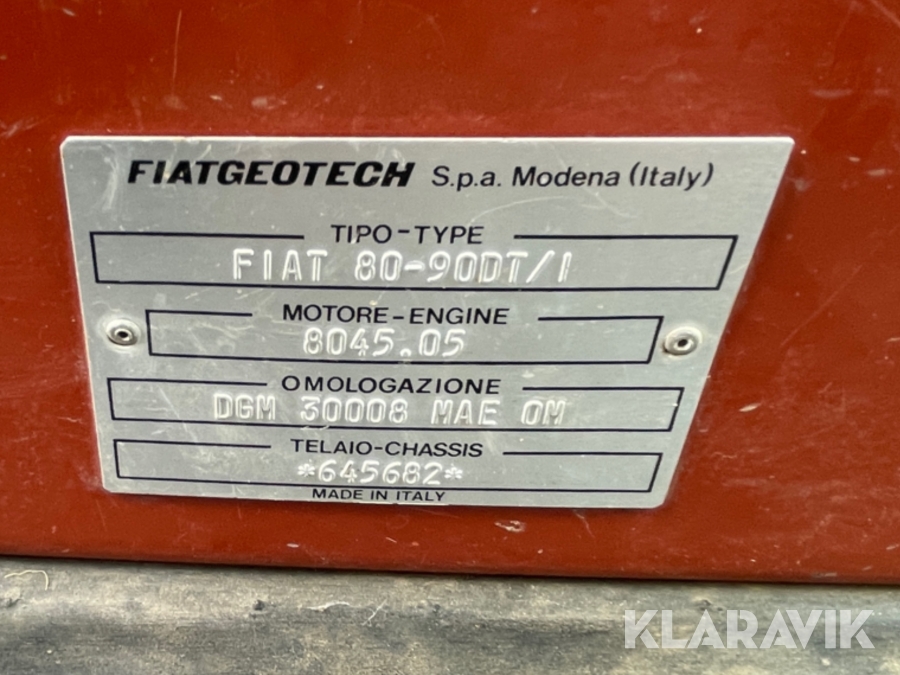 FIATGEOTECH S.p.a. Modena (Italy)
TIPO-TYPE
FIAT 80-90DT/1
MOTORE-ENGINE
8045.05
OMOLOGAZIONE
DGM 30008 MAE OM
TELAIO-CHASSIS
*645682*
MADE IN ITALY
KLARAVIK